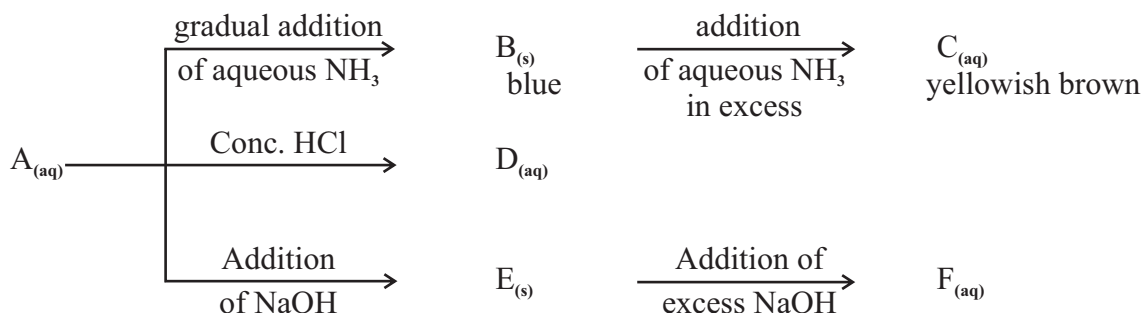 gradual addition
of aqueous NH₃
B(s)
blue
addition
of aqueous NH₃
in excess
C(aq)
yellowish brown
A(aq)
Conc. HCl
D(aq)
Addition
of NaOH
E(s)
Addition of
excess NaOH
F(aq)